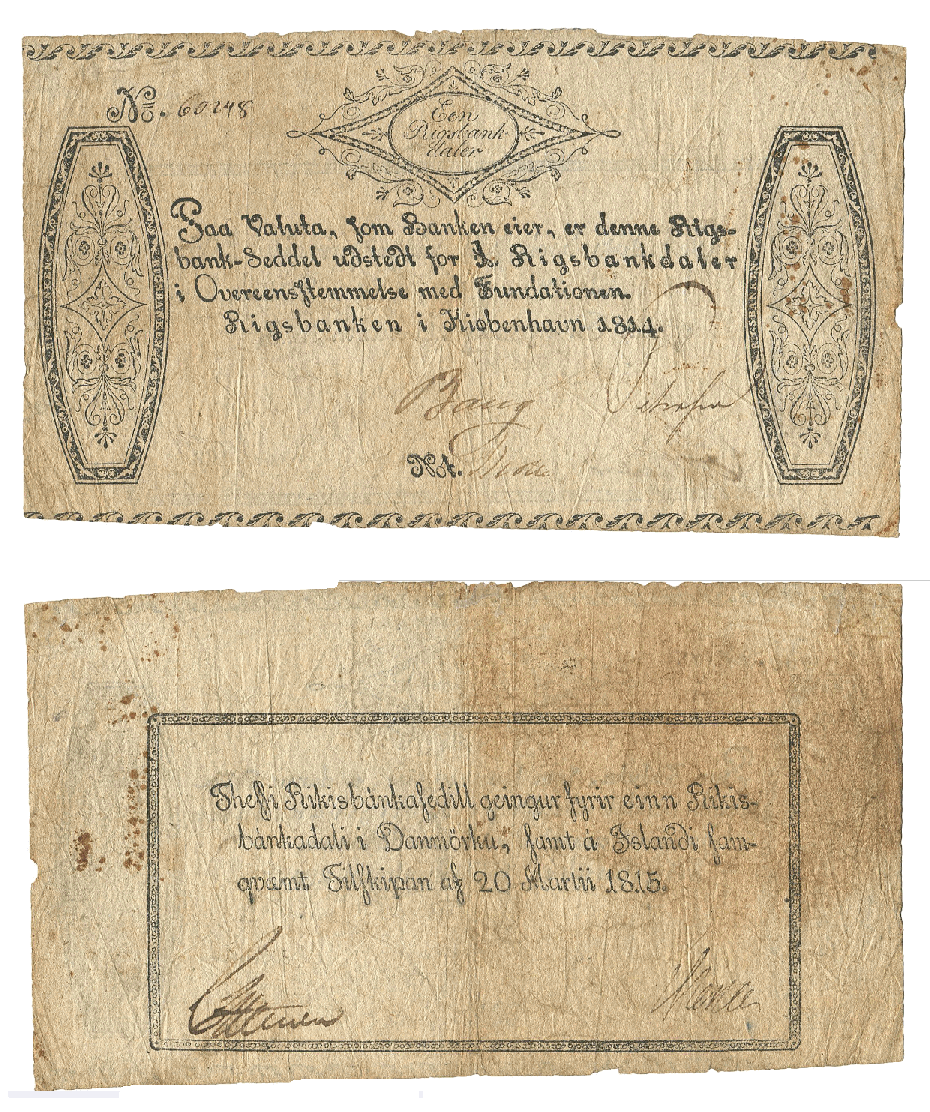 No. 60248
Een
Rigsbank
daler
Paa Valuta, som Banken eier, er denne Rigs-
bank-Seddel udstedt for 1. Rigsbankdaler
i Overeensstemmelse med Fundationen.
Rigsbanken i Kiøbenhavn 1814.
Bang
Not.
Thessi Rikisbánkasedill geingur fyrir einn Rikis-
bánkadali i Danmörku, samt á Islandi sam-
qvæmt Tilskipan af 20 Martii 1815.